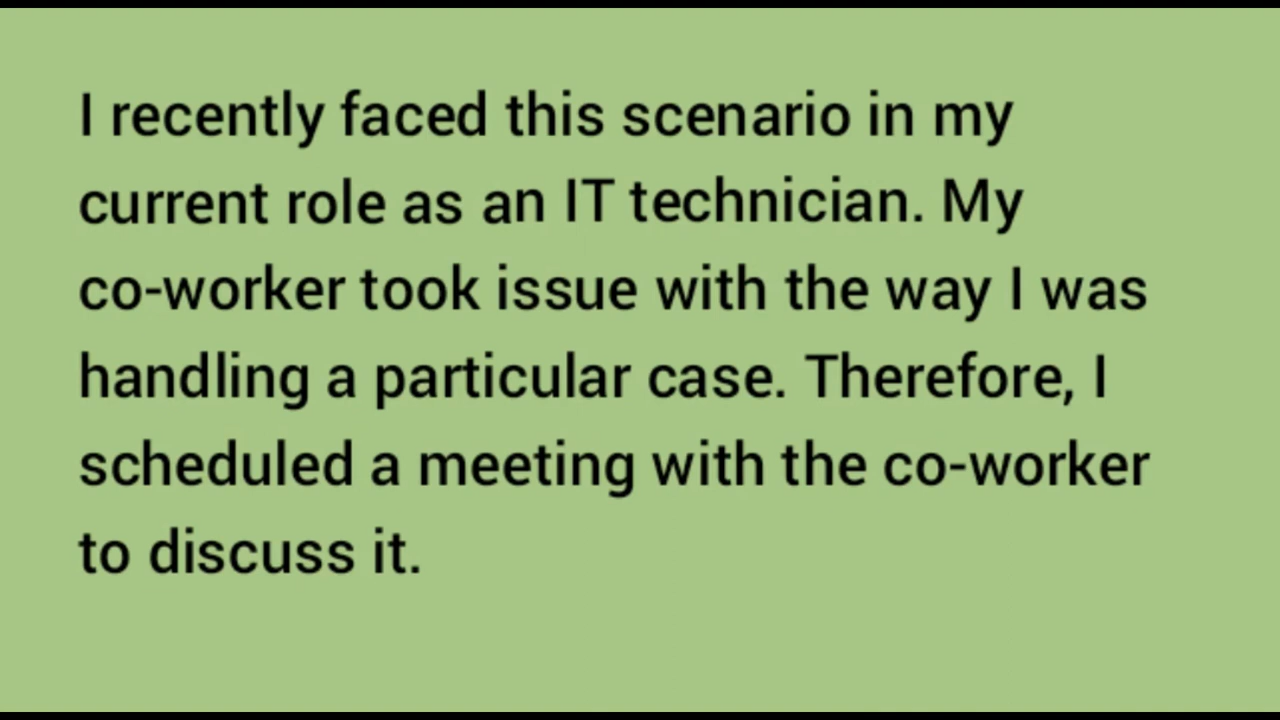 I recently faced this scenario in my
current role as an IT technician. My
co-worker took issue with the way I was
handling a particular case. Therefore, I
scheduled a meeting with the co-worker
to discuss it.